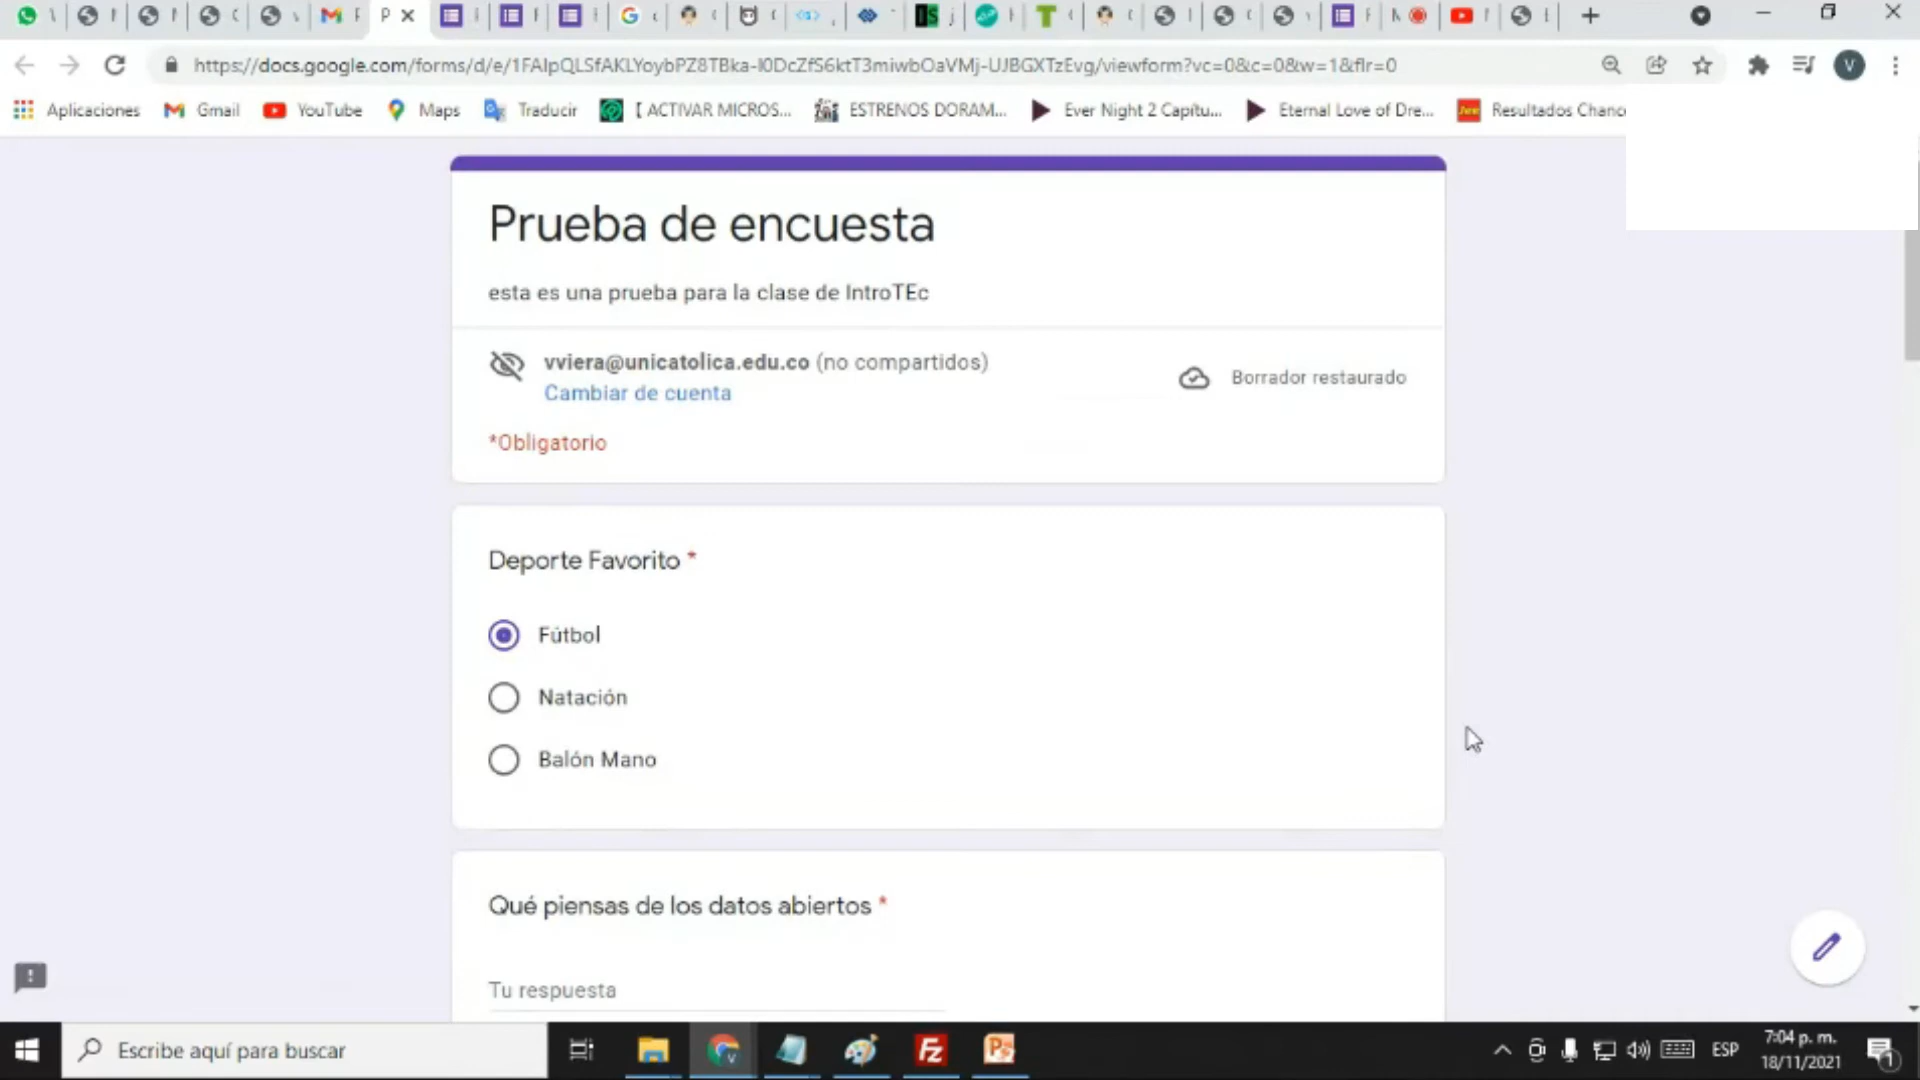 https://docs.google.com/forms/d/e/1FAIpQLSfAKLYoybPZ8TBka-I0DcZfS6ktT3miwbOaVMj-UJBGXTzEvg/viewform?vc=0&c=0&w=1&flr=0
V
Aplicaciones Gmail YouTube Maps Traducir 【 ACTIVAR MICROS... ESTRENOS DORAM... Ever Night 2 Capítu... Eternal Love of Dre... Resultados Chance
Prueba de encuesta
esta es una prueba para la clase de IntroTEc
vviera@unicatolica.edu.co (no compartidos)
Cambiar de cuenta
Borrador restaurado
*Obligatorio
Deporte Favorito *
Fútbol
Natación
Balón Mano
Qué piensas de los datos abiertos *
Tu respuesta
Escribe aquí para buscar
ESP
7:04 p. m.
18/11/2021
1